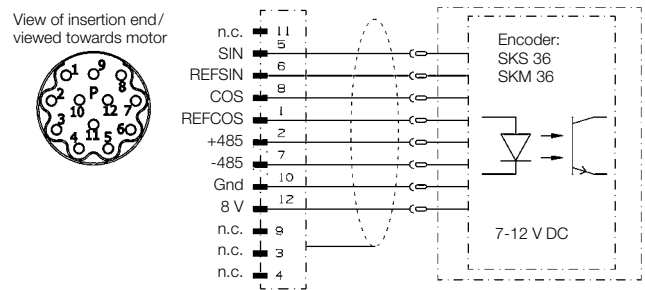 View of insertion end/
viewed towards motor
1 9 8 2 P 10 12 7 3 11 6 4 5
n.c. 11
SIN 5
REFSIN 6
COS 8
REFCOS 1
+485 2
-485 7
Gnd 10
8 V 12
n.c. 9
n.c. 3
n.c. 4
Encoder:
SKS 36
SKM 36
7-12 V DC